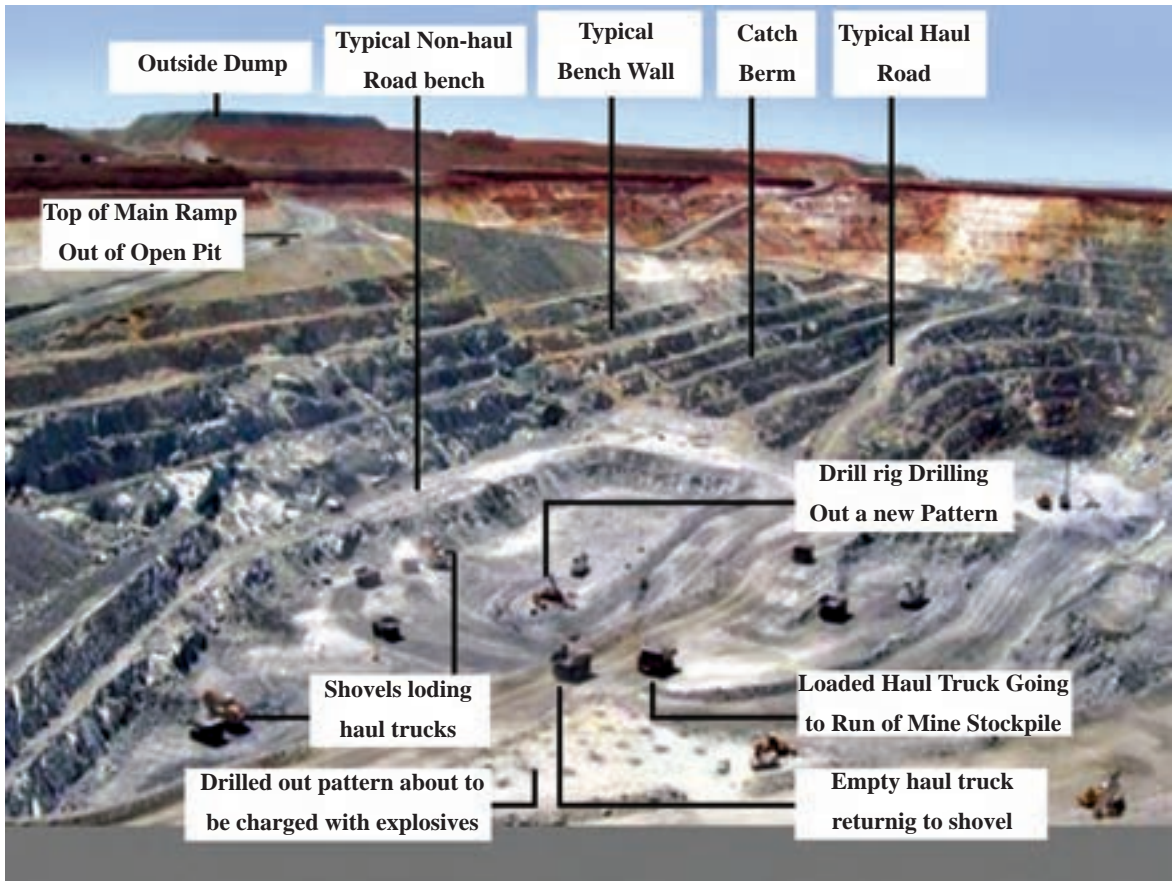 Outside Dump
Typical Non-haul
Road bench
Typical
Bench Wall
Catch
Berm
Typical Haul
Road
Top of Main Ramp
Out of Open Pit
Drill rig Drilling
Out a new Pattern
Shovels loding
haul trucks
Loaded Haul Truck Going
to Run of Mine Stockpile
Drilled out pattern about to
be charged with explosives
Empty haul truck
returnig to shovel